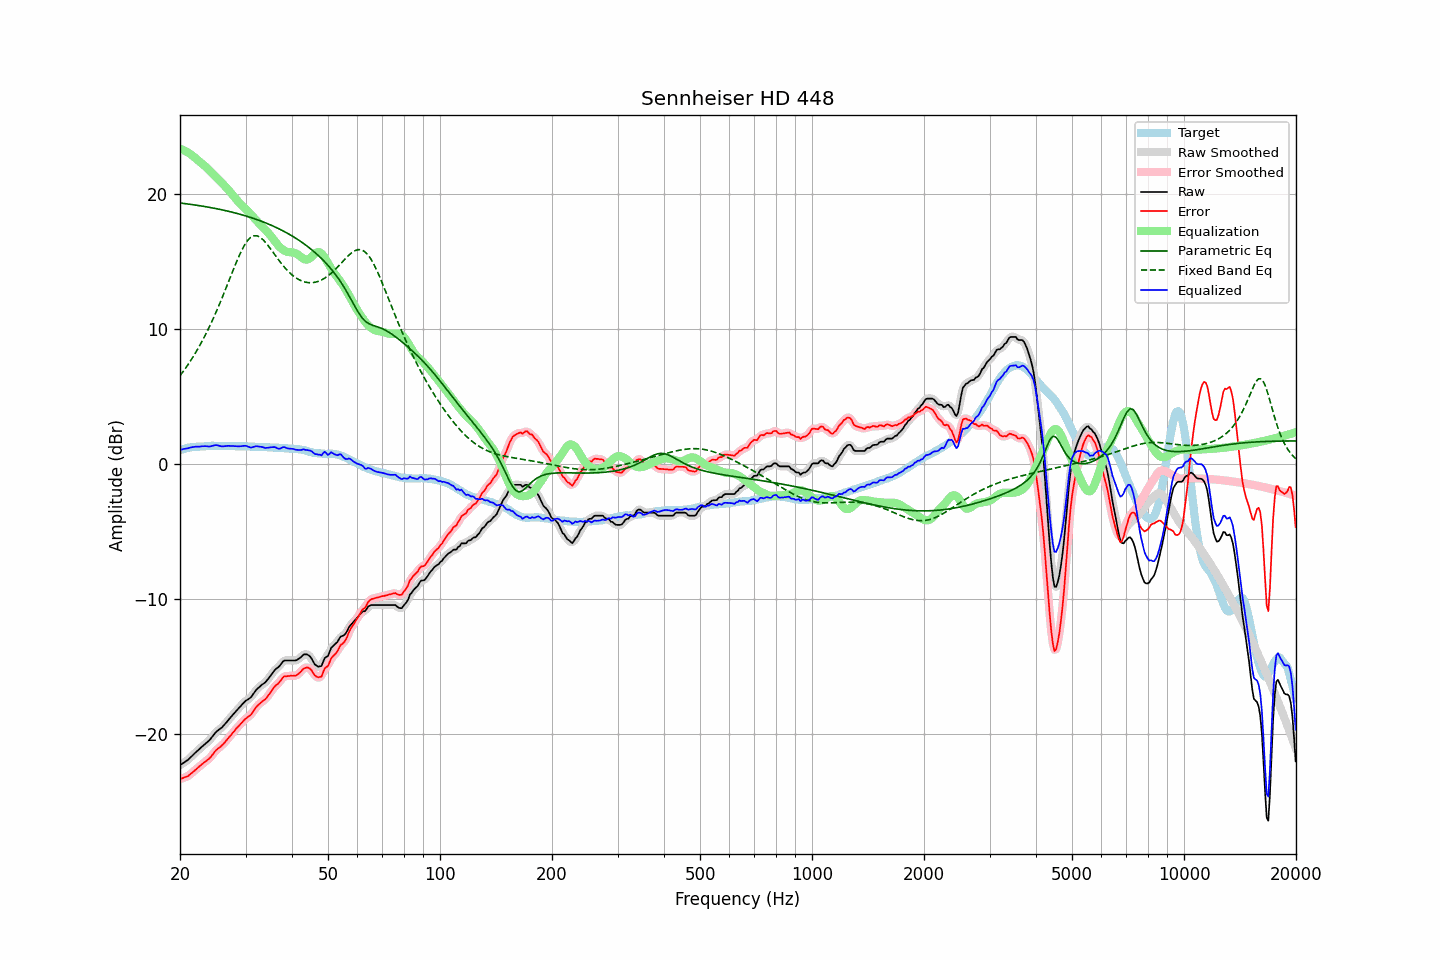 Sennheiser HD 448
Target
Raw Smoothed
Error Smoothed
Raw
Error
Equalization
Parametric Eq
Fixed Band Eq
Equalized
20
10
0
−10
−20
Amplitude (dBr)
20
50
100
200
500
1000
2000
5000
10000
20000
Frequency (Hz)